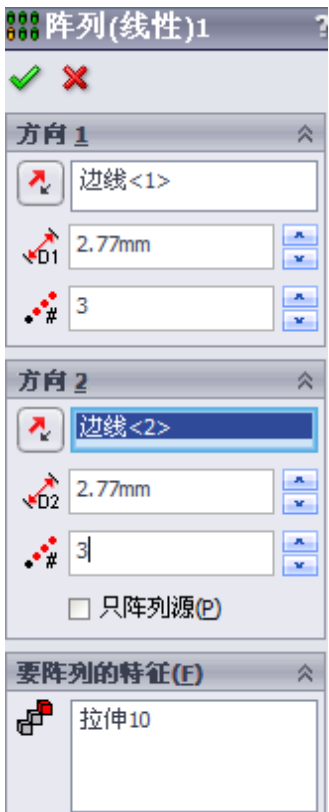 阵列(线性)1 ?
方向 1
边线<1>
D1 2.77mm
# 3
方向 2
边线<2>
D2 2.77mm
# 3
只阵列源(P)
要阵列的特征(F)
拉伸10